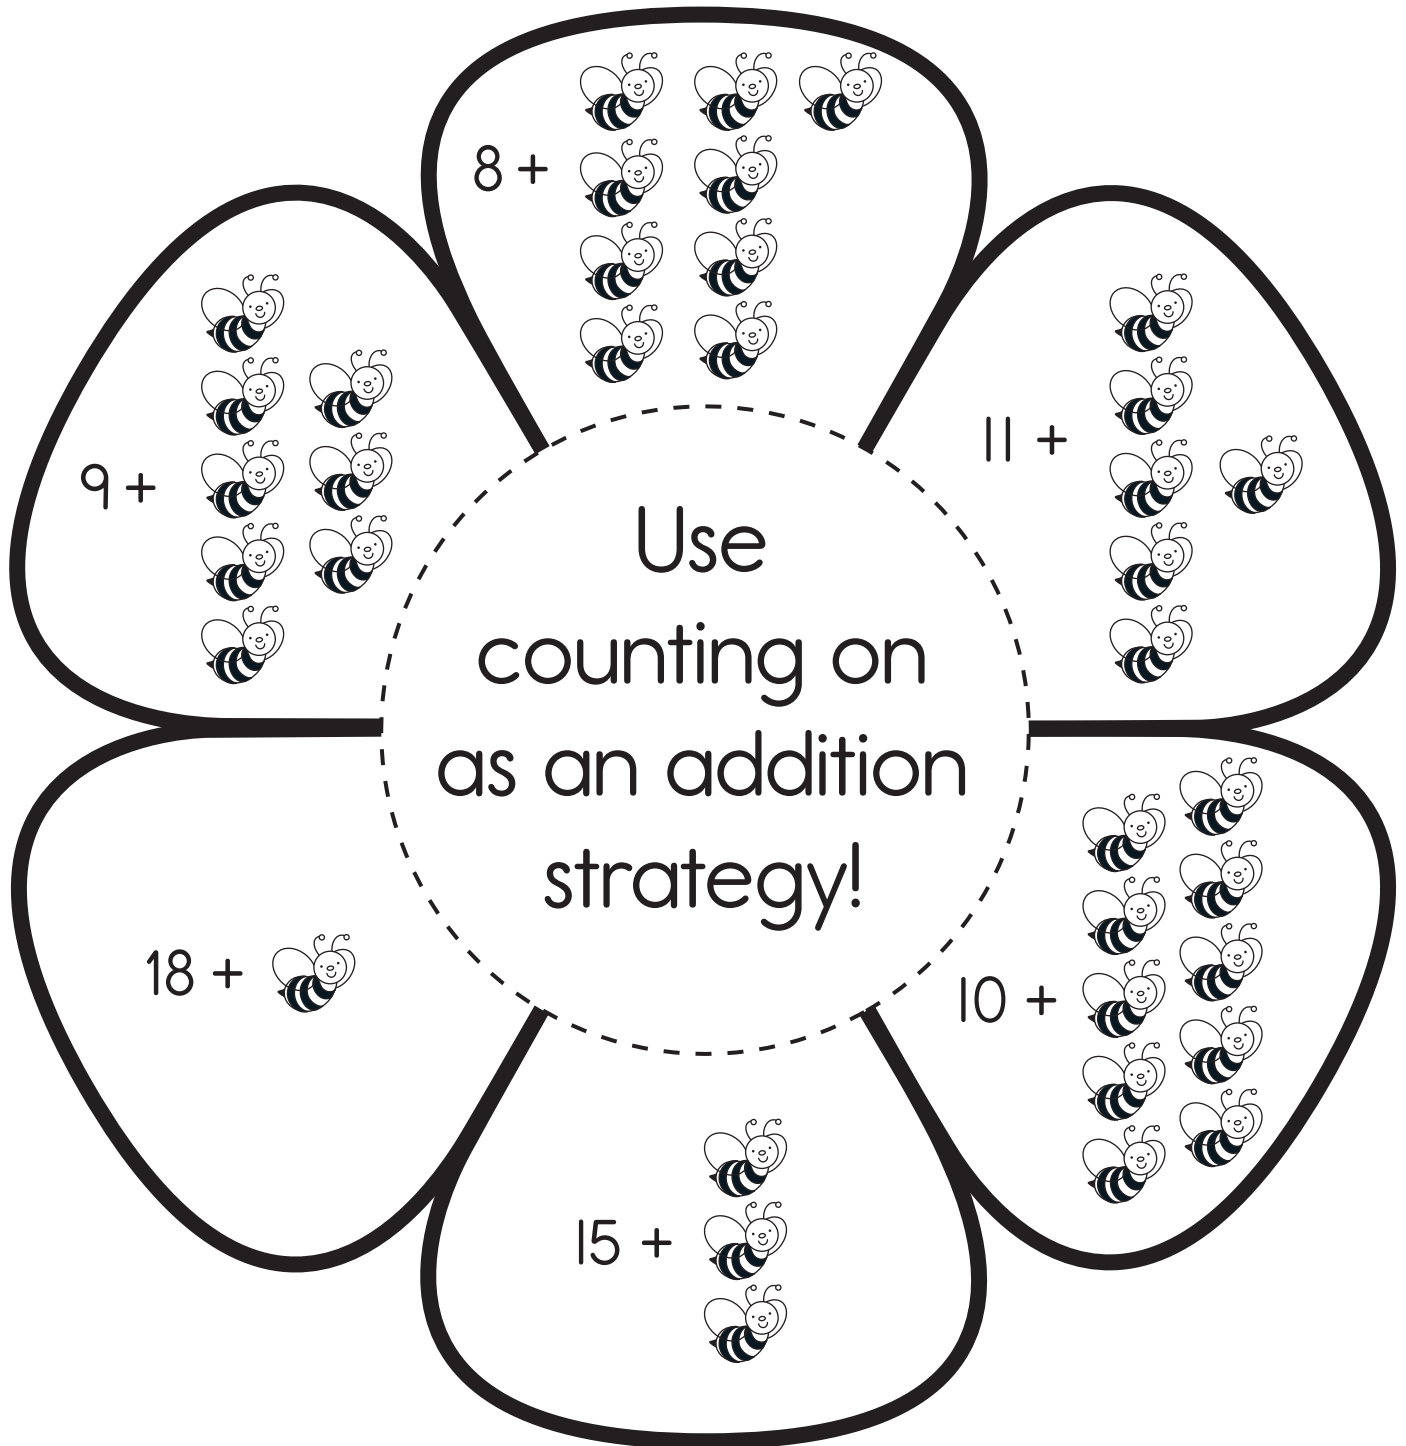 8 +
9 +
11 +
Use
counting on
as an addition
strategy!
18 +
10 +
15 +